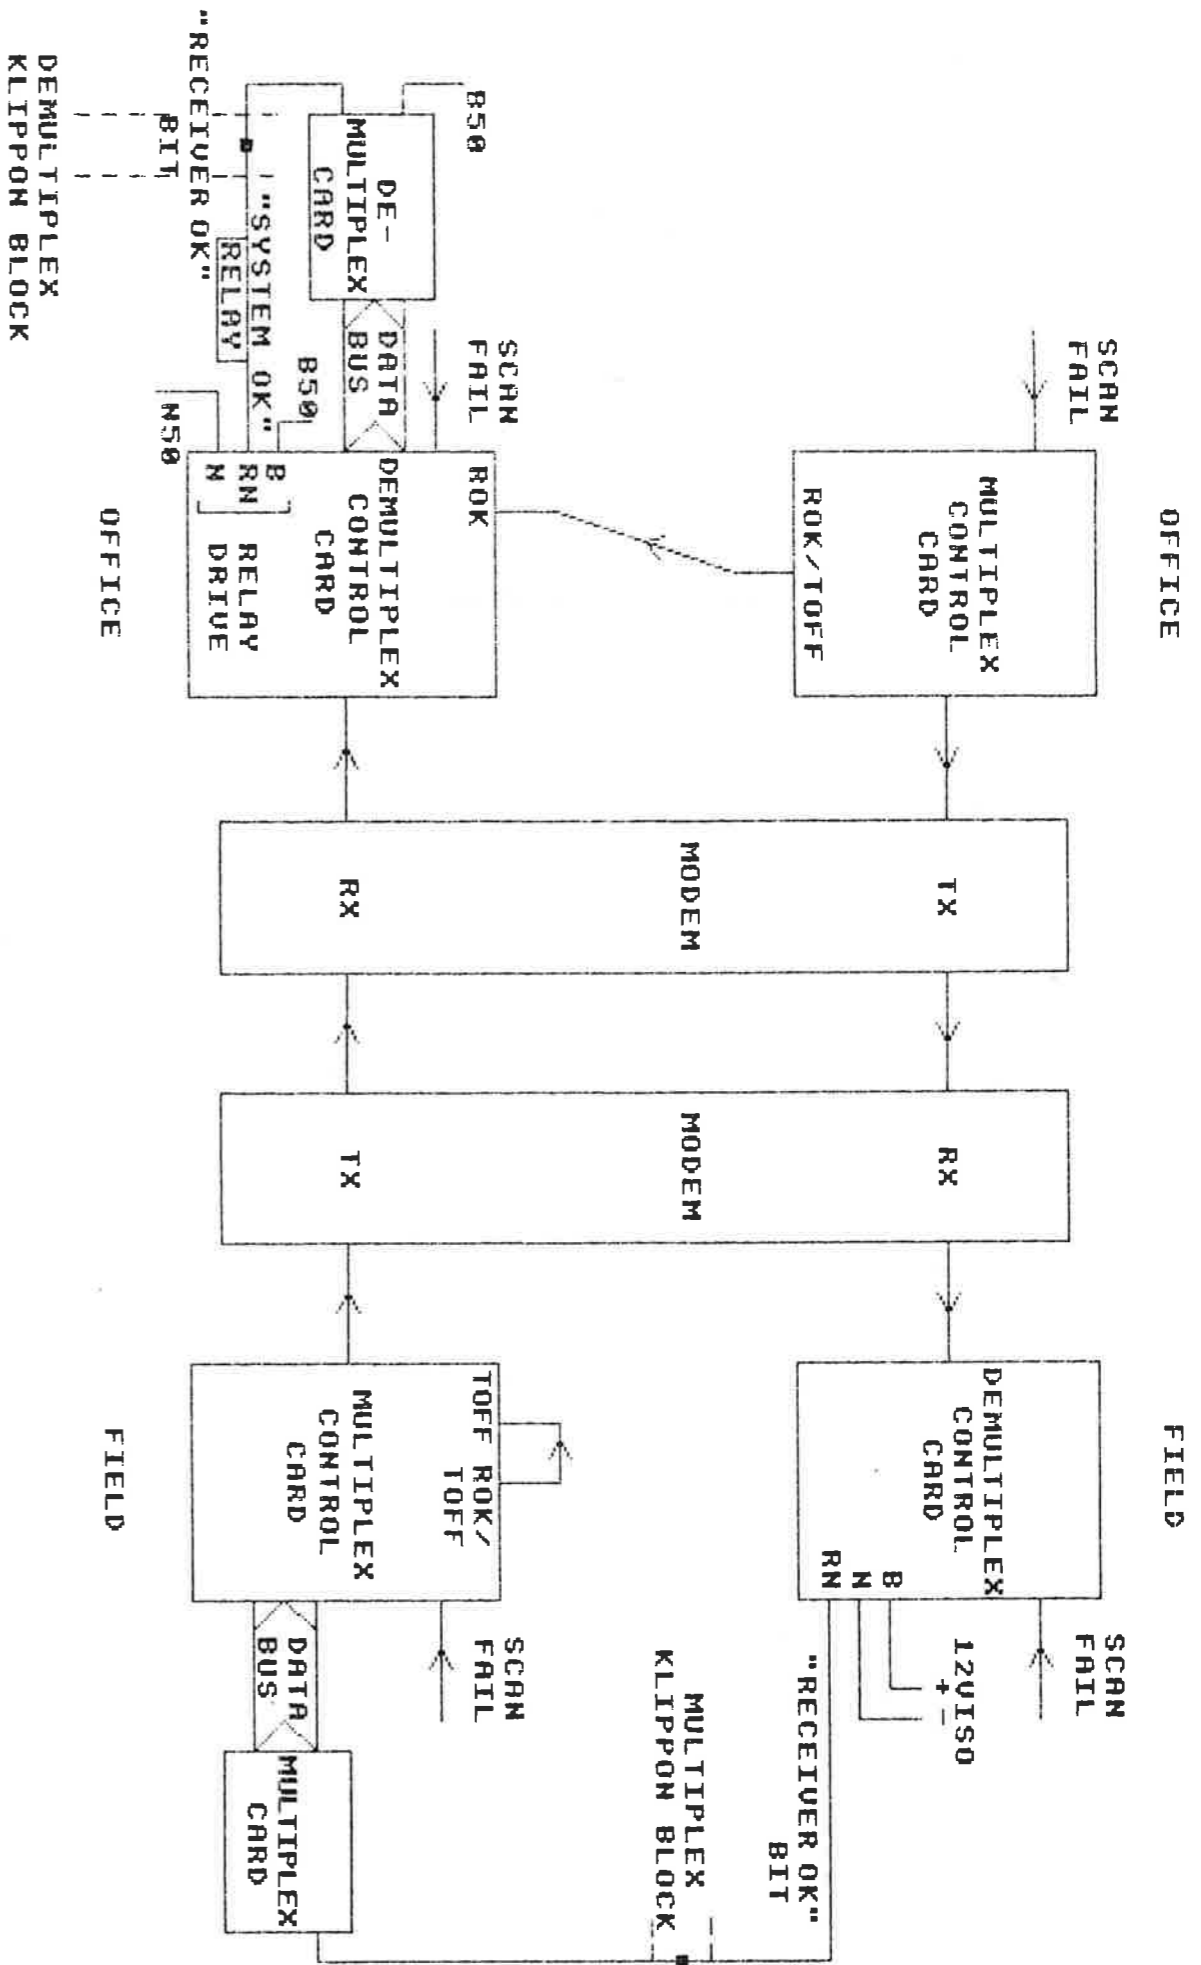 OFFICE
FIELD
SCAN
FAIL
MULTIPLEX
CONTROL
CARD
ROK/TOFF
TX
MODEM
RX
RX
MODEM
TX
DEMULTIPLEX
CONTROL
CARD
RN
N
B
SCAN
FAIL
12VISO
+
-
"RECEIVER OK"
BIT
MULTIPLEX
KLIPPON BLOCK
B50
DE-
MULTIPLEX
CARD
SCAN
FAIL
DATA
BUS
ROK
DEMULTIPLEX
CONTROL
CARD
B
RN
N
RELAY
DRIVE
B50
"SYSTEM OK"
RELAY
N50
"RECEIVER OK"
BIT
DEMULTIPLEX
KLIPPON BLOCK
TOFF ROK/
TOFF
MULTIPLEX
CONTROL
CARD
SCAN
FAIL
DATA
BUS
MULTIPLEX
CARD
OFFICE
FIELD